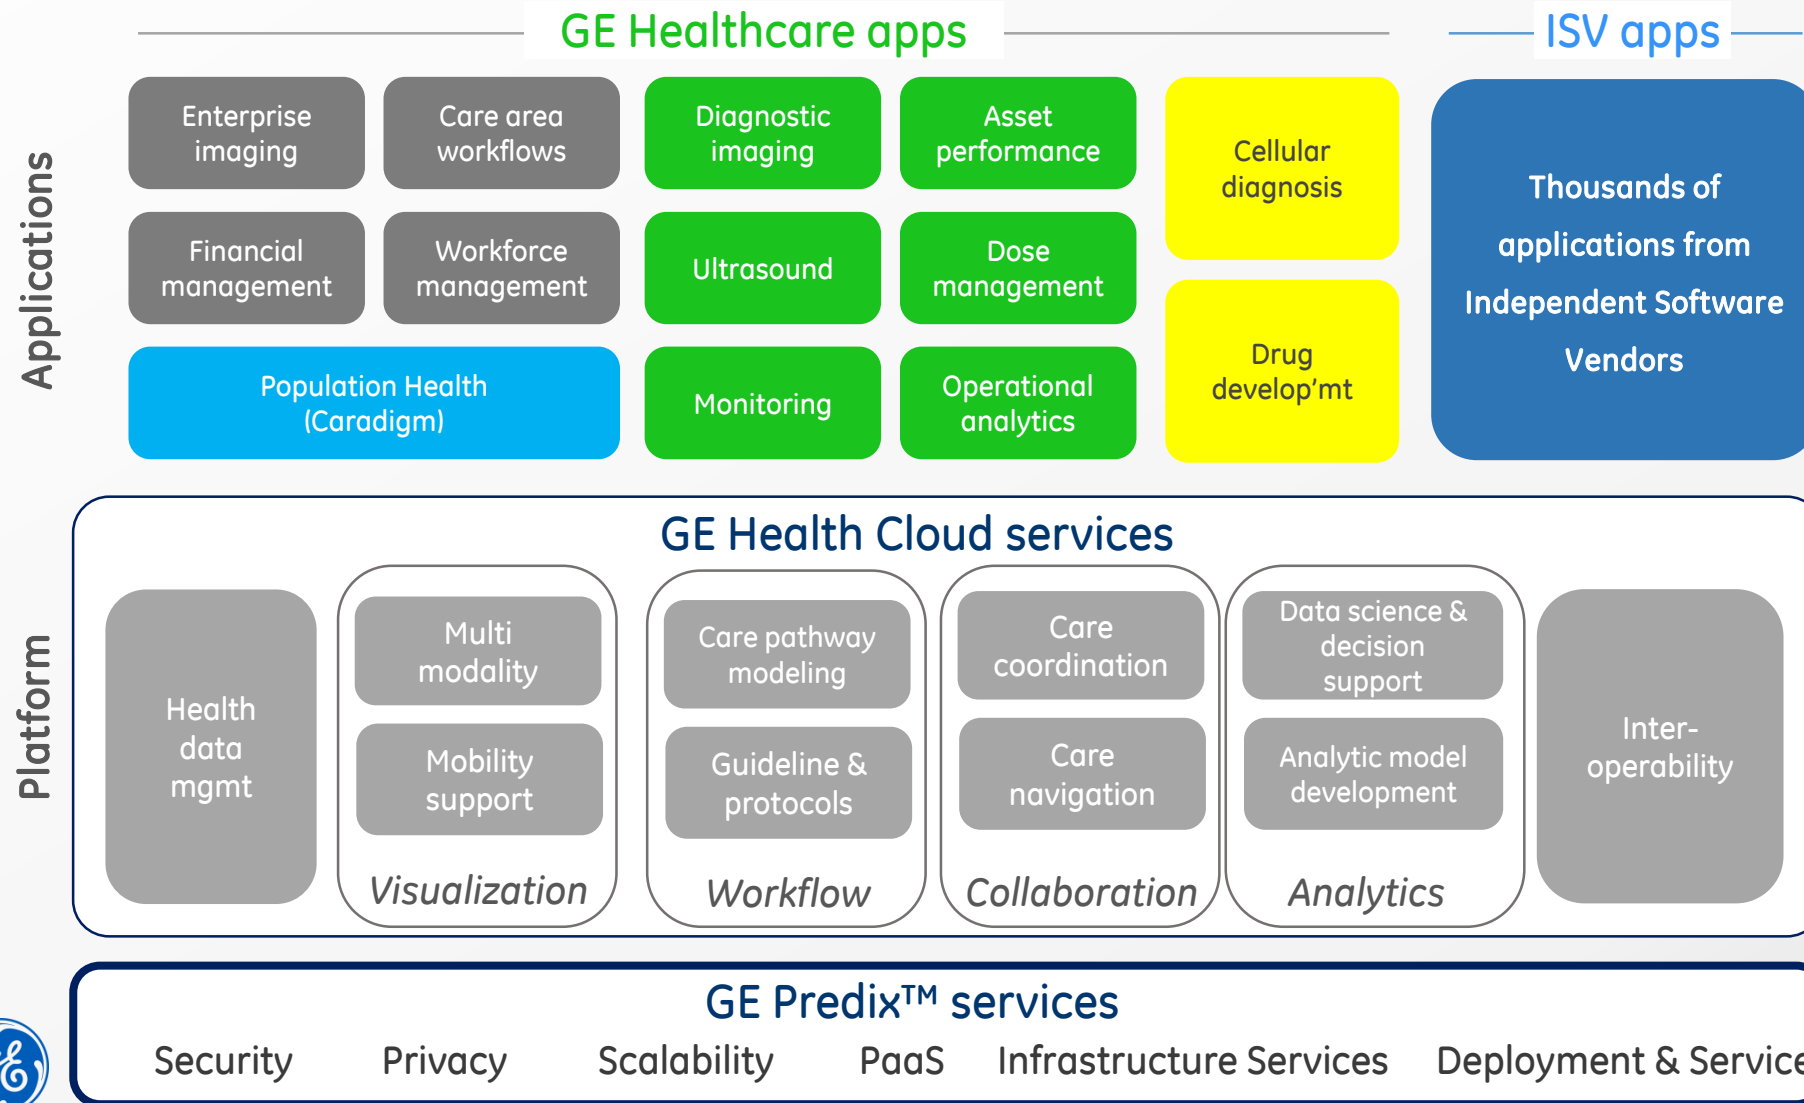 GE Healthcare apps
ISV apps
Applications
Enterprise
imaging
Care area
workflows
Diagnostic
imaging
Asset
performance
Cellular
diagnosis
Thousands of
applications from
Independent Software
Vendors
Financial
management
Workforce
management
Ultrasound
Dose
management
Drug
develop'mt
Population Health
(Caradigm)
Monitoring
Operational
analytics
Platform
GE Health Cloud services
Health
data
mgmt
Multi
modality
Mobility
support
Visualization
Care pathway
modeling
Guideline &
protocols
Workflow
Care
coordination
Care
navigation
Collaboration
Data science &
decision
support
Analytic model
development
Analytics
Inter-
operability
GE Predix™ services
Security Privacy Scalability PaaS Infrastructure Services Deployment & Service
GE